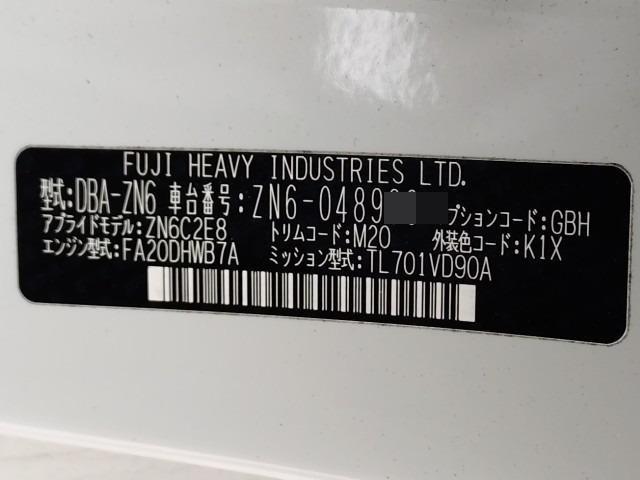 FUJI HEAVY INDUSTRIES LTD.
型式:DBA-ZN6 車台番号:ZN6-0489 プションコード:GBH
アプライドモデル:ZN6C2E8 トリムコード:M20 外装色コード:K1X
エンジン型式:FA20DHWB7A ミッション型式:TL701VD90A